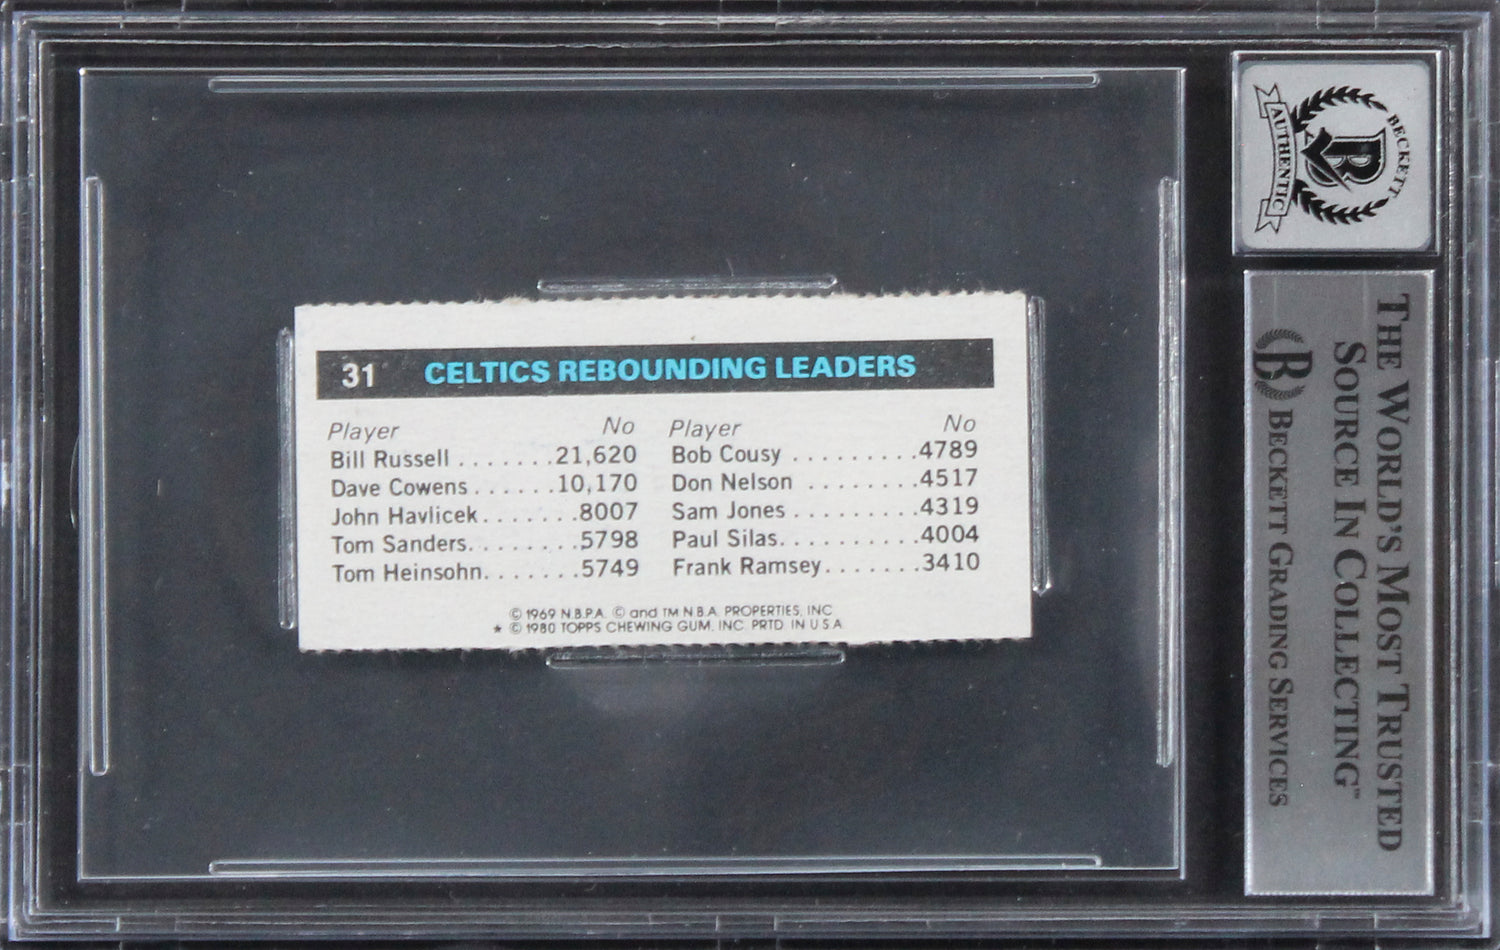 31 CELTICS REBOUNDING LEADERS
Player No Player No
Bill Russell . . . . . . .21,620 Bob Cousy . . . . . . . . .4789
Dave Cowens . . . . . .10,170 Don Nelson . . . . . . . .4517
John Havlicek. . . . . . .8007 Sam Jones . . . . . . . . .4319
Tom Sanders. . . . . . . .5798 Paul Silas. . . . . . . . . .4004
Tom Heinsohn. . . . . . .5749 Frank Ramsey. . . . . . .3410
© 1969 N.B.P.A. © and TM N.B.A. PROPERTIES, INC
★ © 1980 TOPPS CHEWING GUM, INC. PRTD. IN U S A
BECKETT
BV
AUTHENTIC
THE WORLD'S MOST TRUSTED
SOURCE IN COLLECTING™
B BECKETT GRADING SERVICES